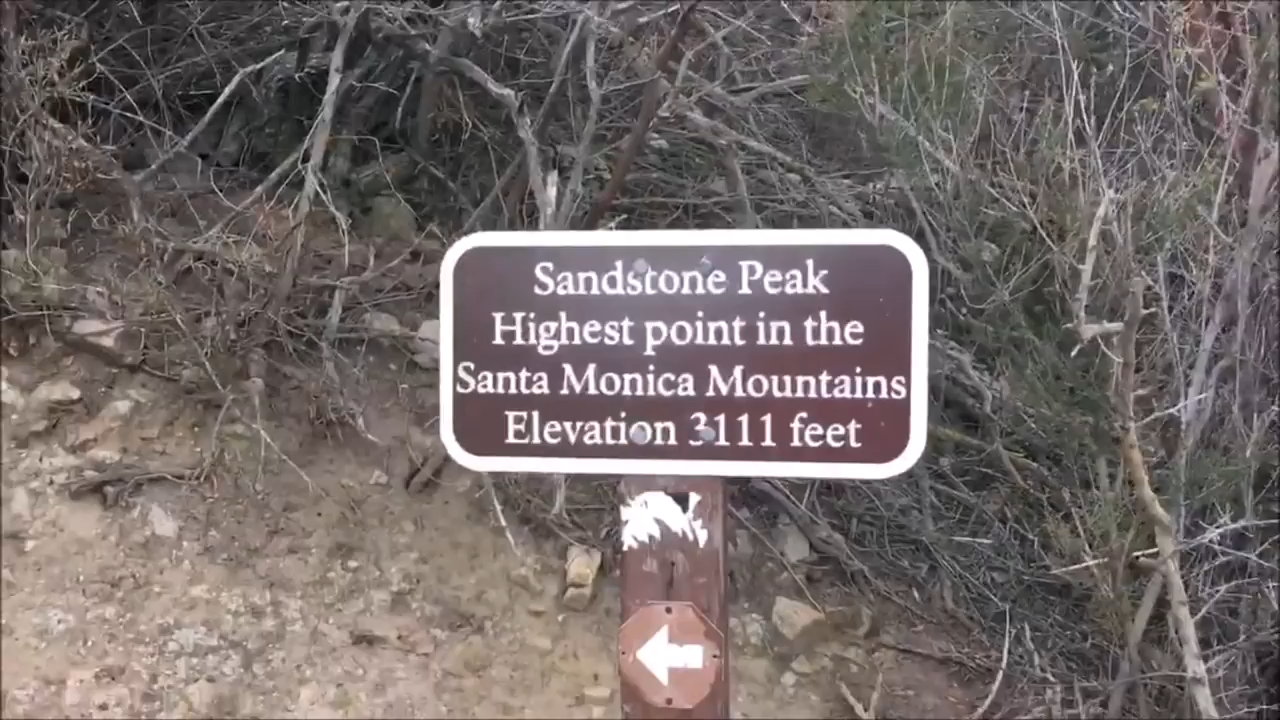 Sandstone Peak
Highest point in the
Santa Monica Mountains
Elevation 3111 feet